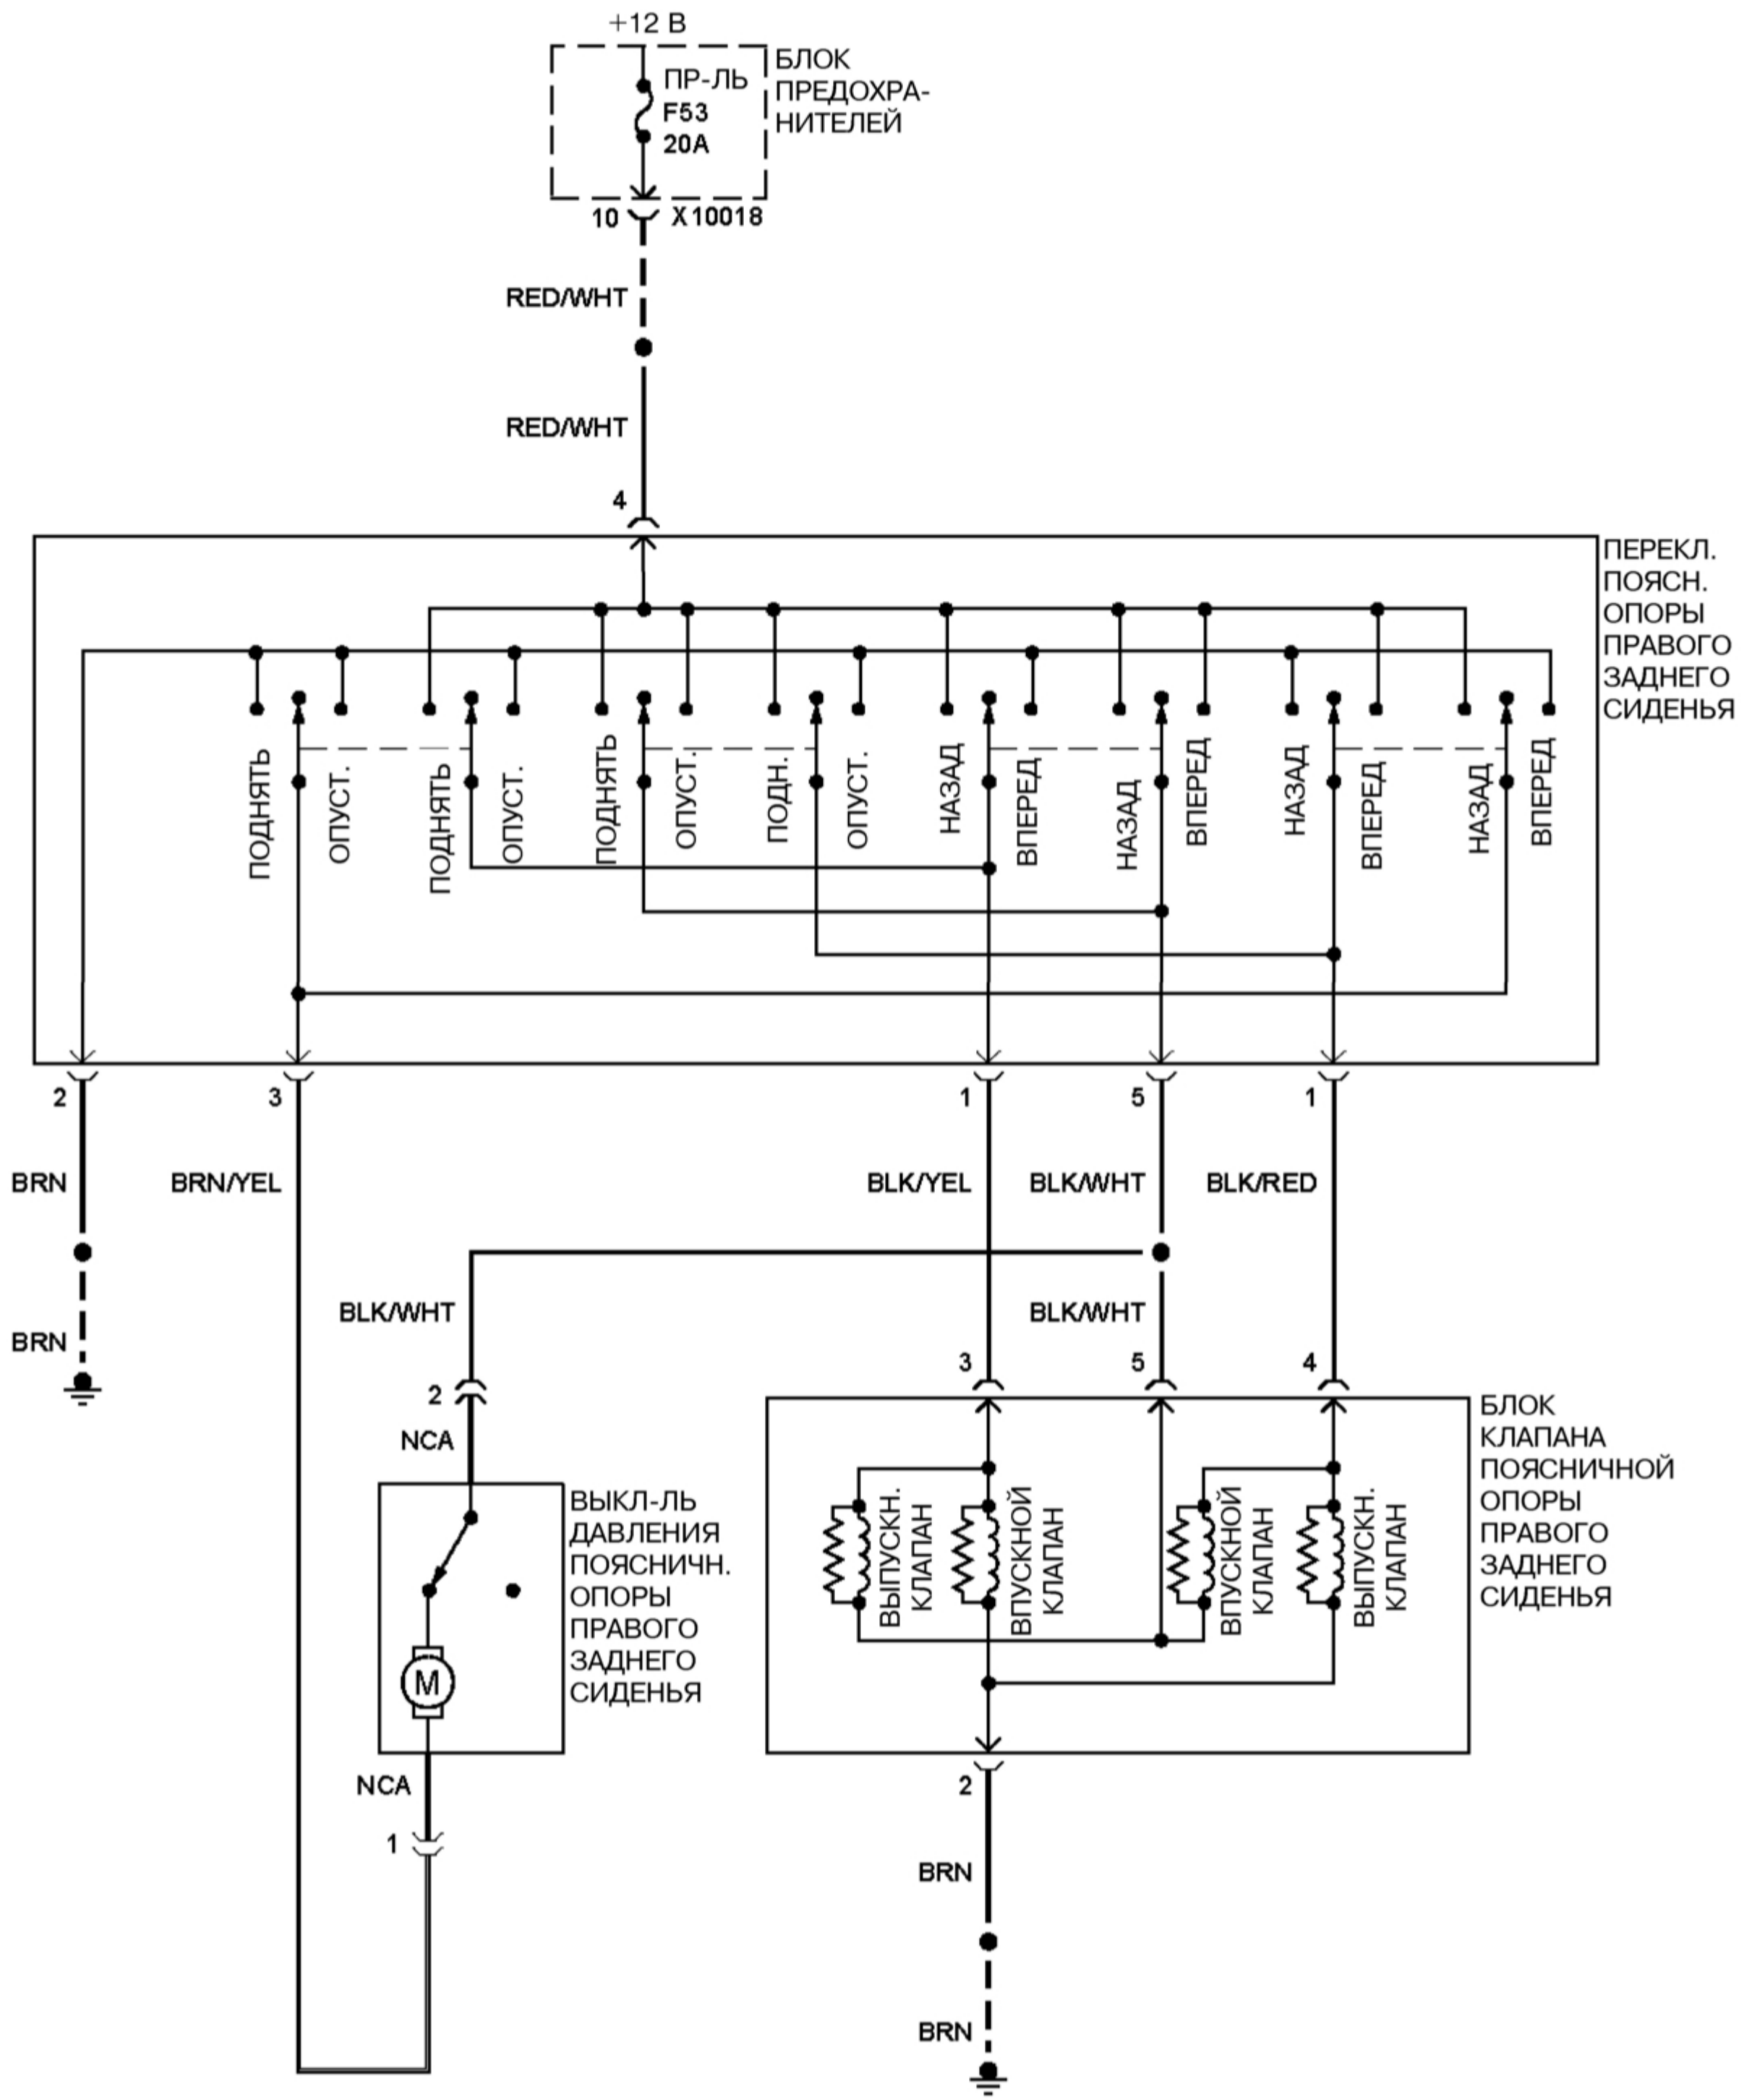 +12 В
ПР-ЛЬ
F53
20А
БЛОК
ПРЕДОХРА-
НИТЕЛЕЙ
10
X10018
RED/WHT
RED/WHT
4
ПЕРЕКЛ.
ПОЯСН.
ОПОРЫ
ПРАВОГО
ЗАДНЕГО
СИДЕНЬЯ
ПОДНЯТЬ
ОПУСТ.
ПОДНЯТЬ
ОПУСТ.
ПОДНЯТЬ
ОПУСТ.
ПОДН.
ОПУСТ.
НАЗАД
ВПЕРЕД
НАЗАД
ВПЕРЕД
НАЗАД
ВПЕРЕД
НАЗАД
ВПЕРЕД
2
3
1
5
1
BRN
BRN/YEL
BLK/YEL
BLK/WHT
BLK/RED
BRN
BLK/WHT
BLK/WHT
3
5
4
2
NCA
ВЫКЛ-ЛЬ
ДАВЛЕНИЯ
ПОЯСНИЧН.
ОПОРЫ
ПРАВОГО
ЗАДНЕГО
СИДЕНЬЯ
M
ВЫПУСКН.
КЛАПАН
ВПУСКНОЙ
КЛАПАН
ВПУСКНОЙ
КЛАПАН
ВЫПУСКН.
КЛАПАН
БЛОК
КЛАПАНА
ПОЯСНИЧНОЙ
ОПОРЫ
ПРАВОГО
ЗАДНЕГО
СИДЕНЬЯ
NCA
1
2
BRN
BRN